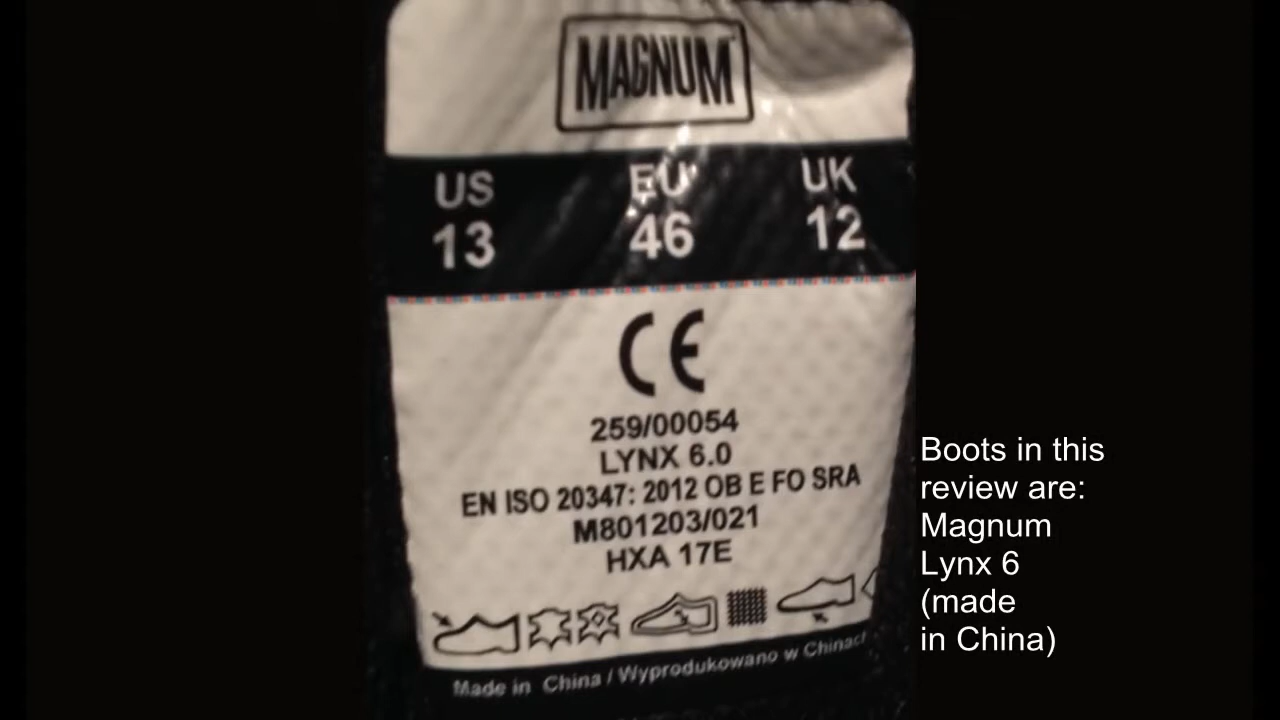 MAGNUM
US EU UK
13 46 12
CE
259/00054
LYNX 6.0
EN ISO 20347: 2012 OB E FO SRA
M801203/021
HXA 17E
Made in China / Wyprodukowano w Chinach
Boots in this
review are:
Magnum
Lynx 6
(made
in China)